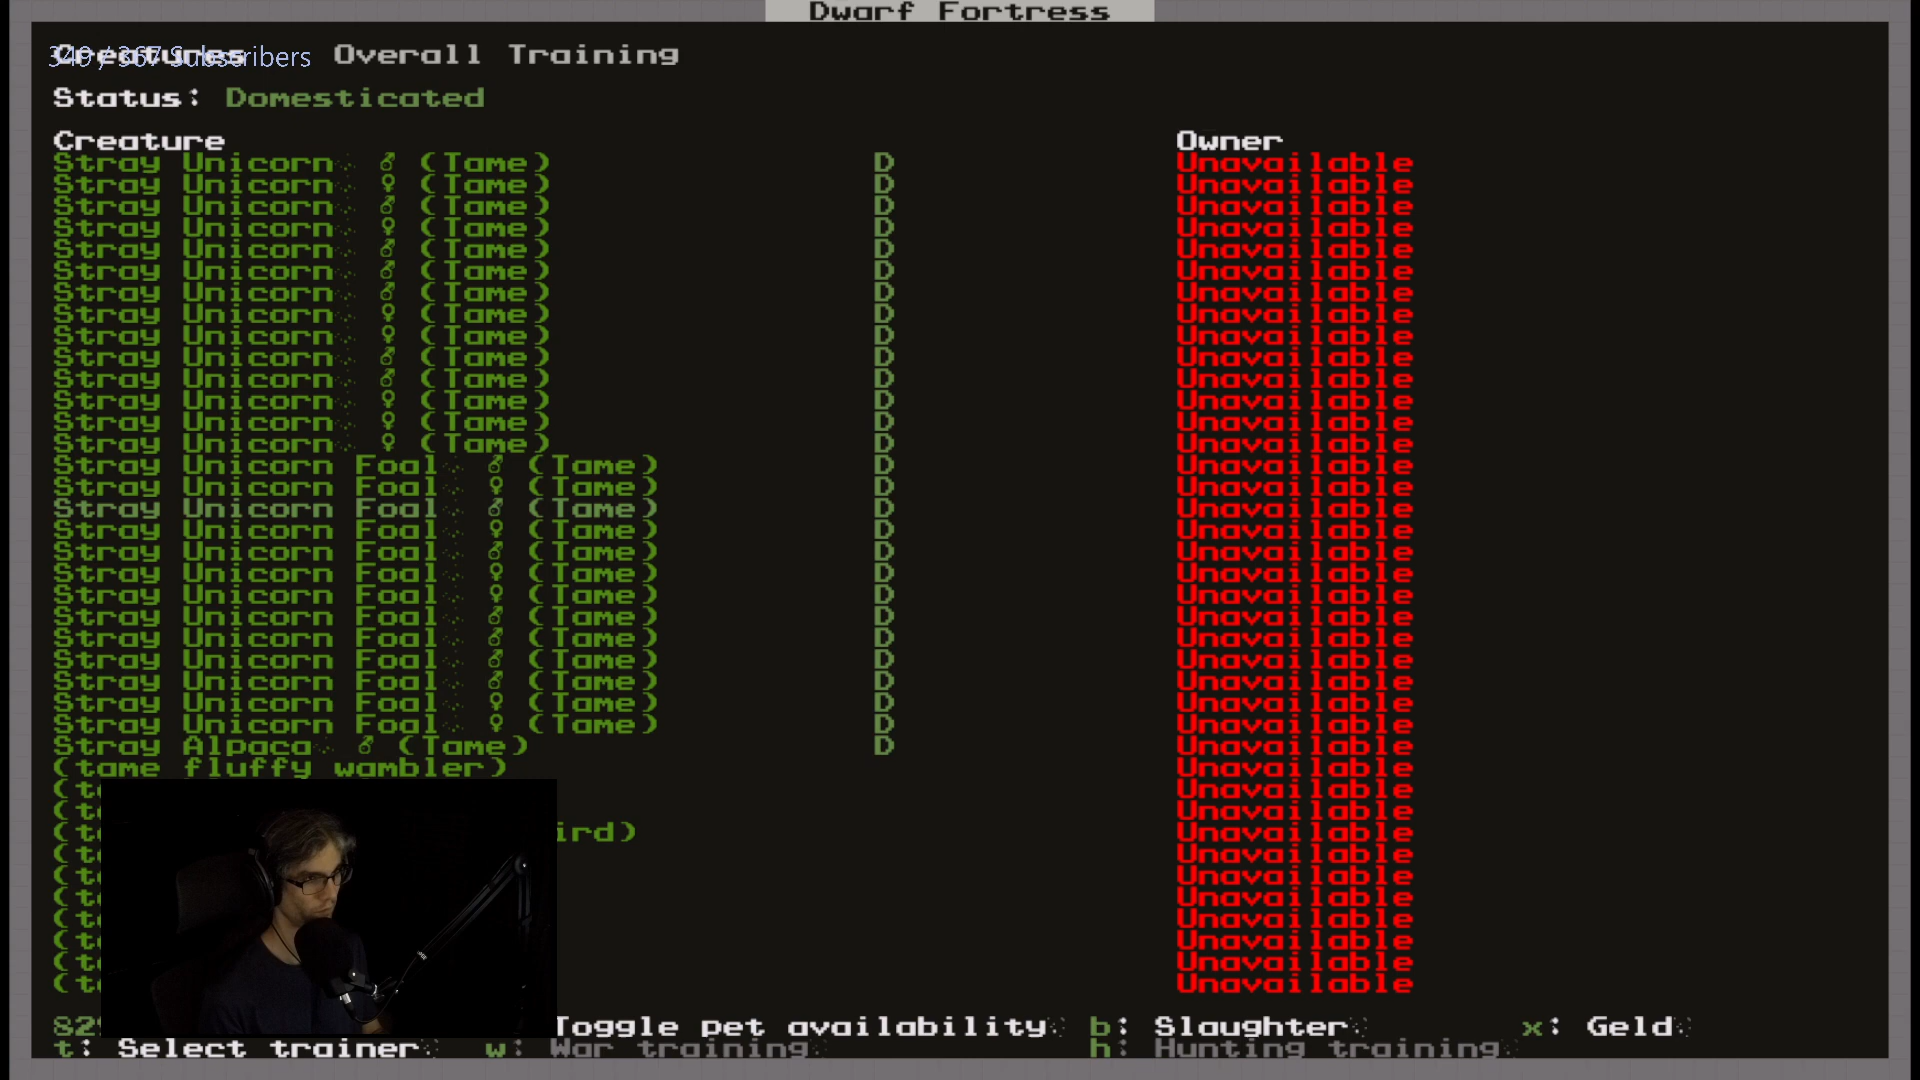 Dwarf Fortress
349 / 367 Subscribers
Creatures Overall Training
Status: Domesticated
Creature Owner
Stray Unicorn ♂ (Tame) D Unavailable
Stray Unicorn ♀ (Tame) D Unavailable
Stray Unicorn ♂ (Tame) D Unavailable
Stray Unicorn ♀ (Tame) D Unavailable
Stray Unicorn ♂ (Tame) D Unavailable
Stray Unicorn ♂ (Tame) D Unavailable
Stray Unicorn ♂ (Tame) D Unavailable
Stray Unicorn ♀ (Tame) D Unavailable
Stray Unicorn ♀ (Tame) D Unavailable
Stray Unicorn ♂ (Tame) D Unavailable
Stray Unicorn ♂ (Tame) D Unavailable
Stray Unicorn ♀ (Tame) D Unavailable
Stray Unicorn ♀ (Tame) D Unavailable
Stray Unicorn ♀ (Tame) D Unavailable
Stray Unicorn Foal ♂ (Tame) D Unavailable
Stray Unicorn Foal ♀ (Tame) D Unavailable
Stray Unicorn Foal ♂ (Tame) D Unavailable
Stray Unicorn Foal ♀ (Tame) D Unavailable
Stray Unicorn Foal ♂ (Tame) D Unavailable
Stray Unicorn Foal ♀ (Tame) D Unavailable
Stray Unicorn Foal ♀ (Tame) D Unavailable
Stray Unicorn Foal ♂ (Tame) D Unavailable
Stray Unicorn Foal ♂ (Tame) D Unavailable
Stray Unicorn Foal ♂ (Tame) D Unavailable
Stray Unicorn Foal ♂ (Tame) D Unavailable
Stray Unicorn Foal ♀ (Tame) D Unavailable
Stray Unicorn Foal ♀ (Tame) D Unavailable
Stray Alpaca ♂ (Tame) D Unavailable
(tame fluffy wambler) Unavailable
Unavailable
Unavailable
ird) Unavailable
Unavailable
Unavailable
Unavailable
Unavailable
Unavailable
Unavailable
Unavailable
Toggle pet availability b: Slaughter x: Geld
t: Select trainer w: War training h: Hunting training